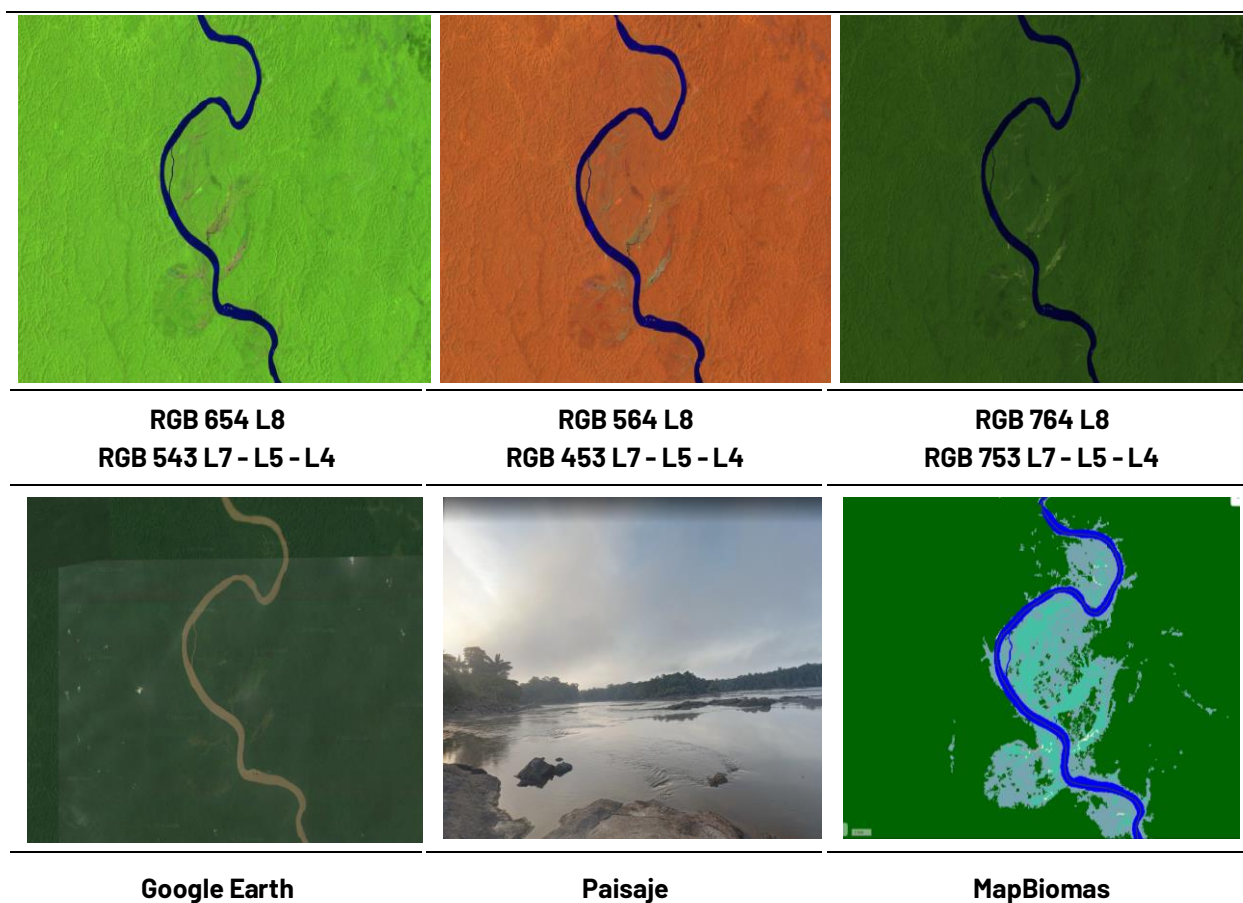 RGB 654 L8
RGB 543 L7 - L5 - L4
RGB 564 L8
RGB 453 L7 - L5 - L4
RGB 764 L8
RGB 753 L7 - L5 - L4
Google Earth
Paisaje
MapBiomas